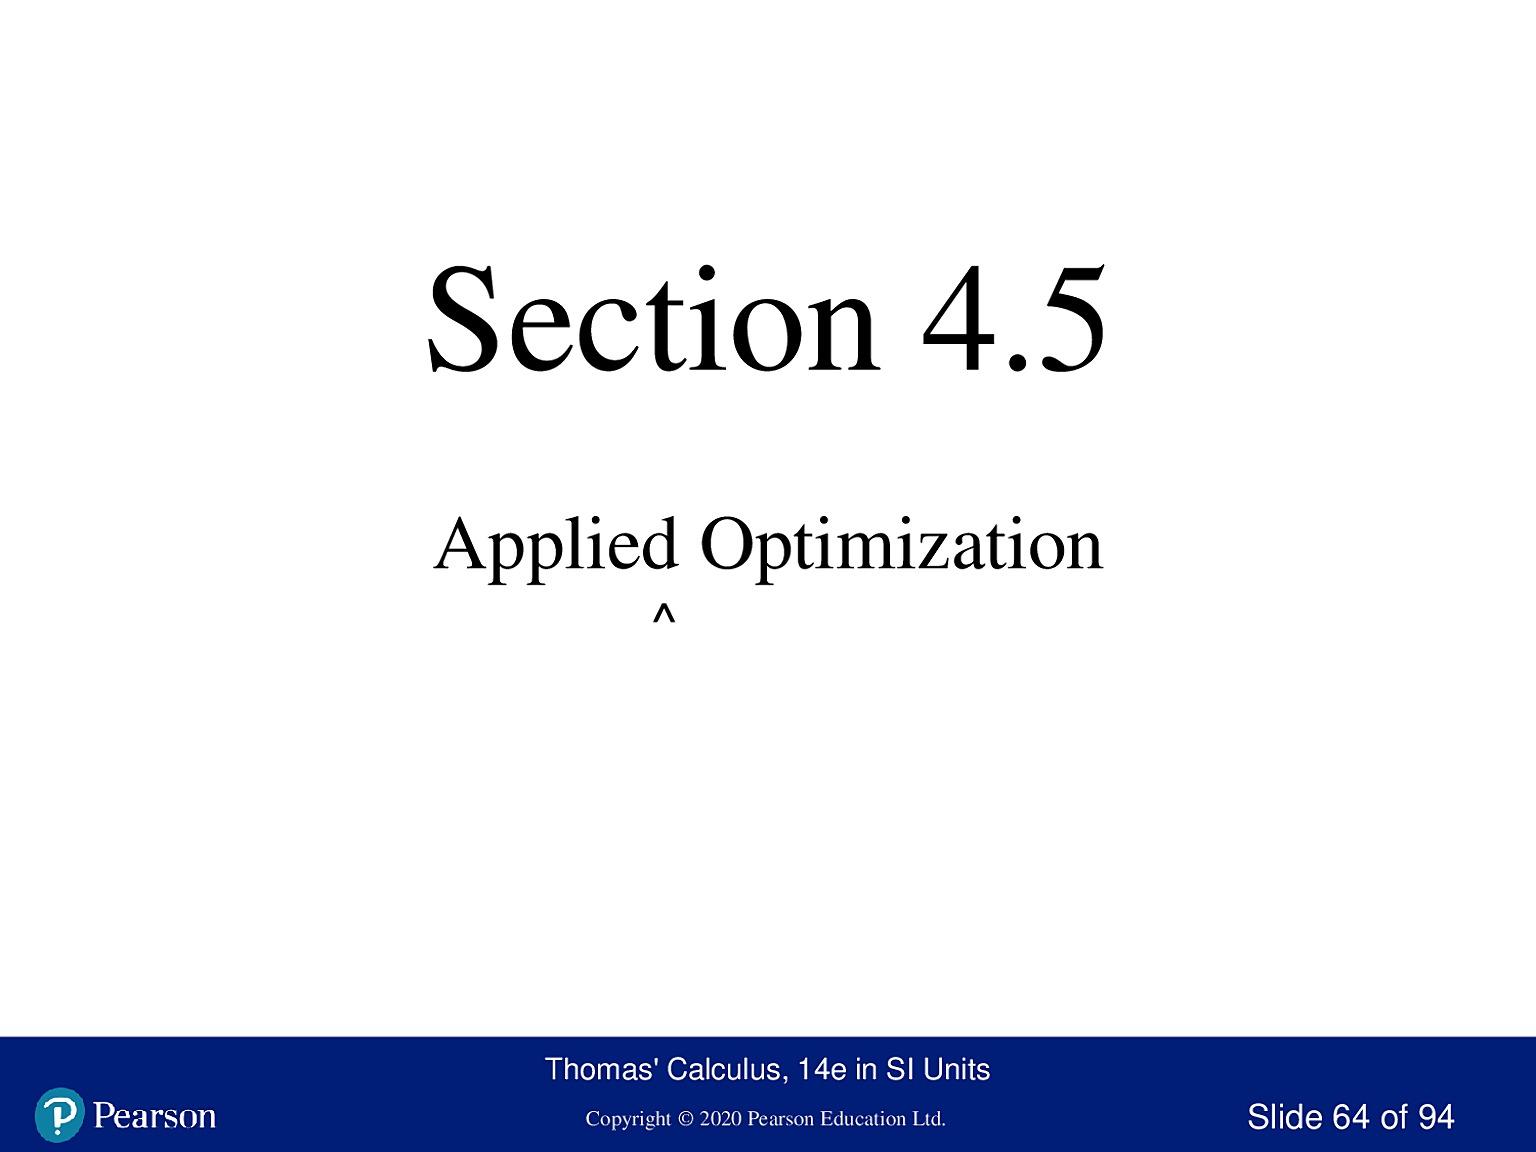 Section 4.5
Applied Optimization
^
Thomas' Calculus, 14e in SI Units
Pearson
Copyright © 2020 Pearson Education Ltd.
Slide 64 of 94